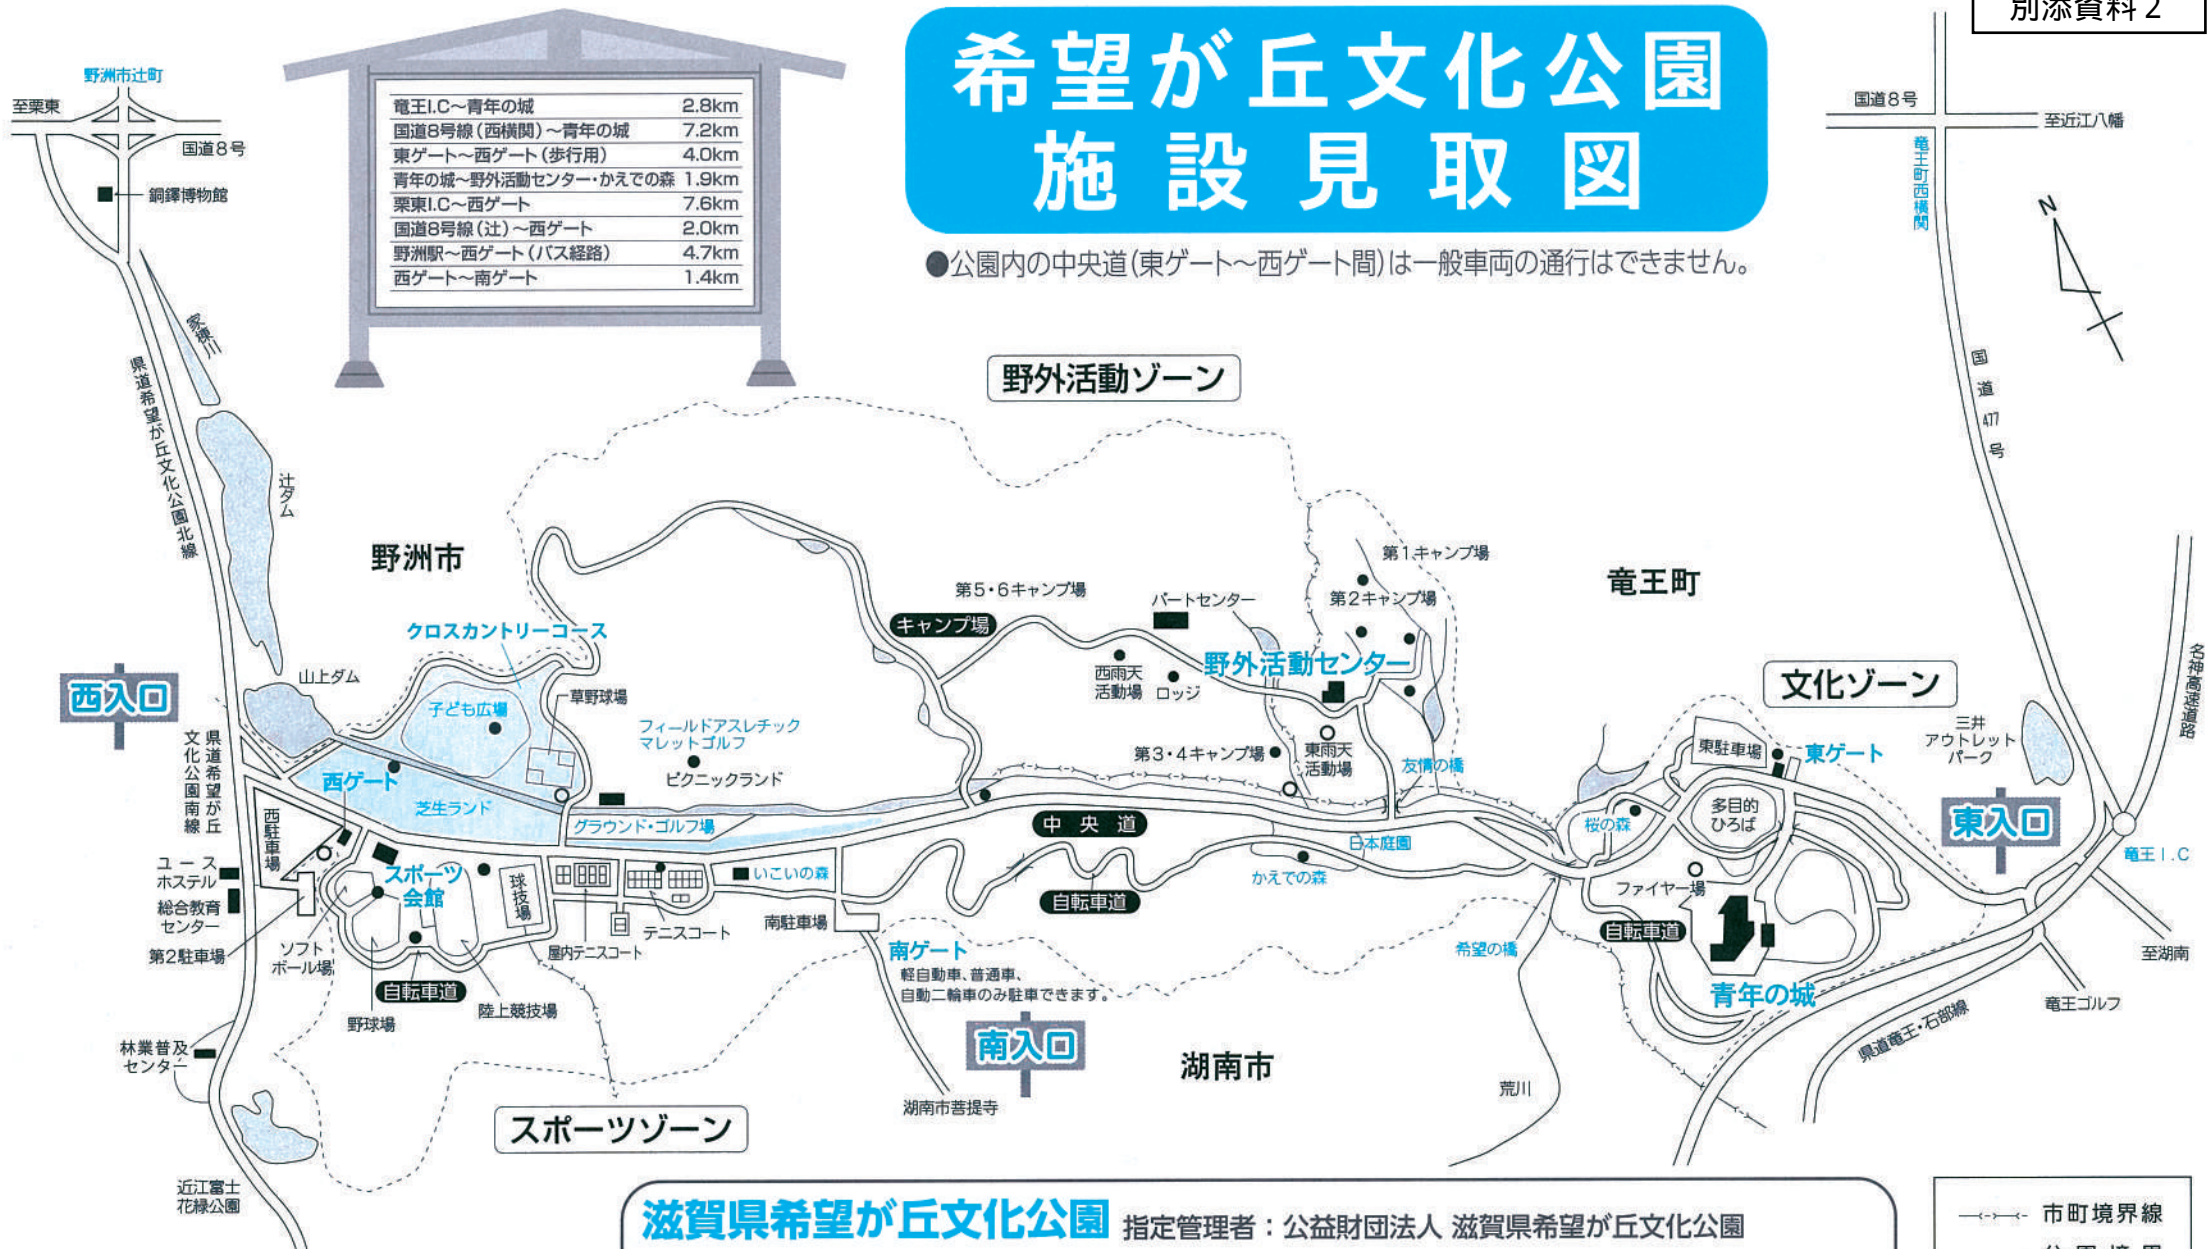 別添資料2
希望が丘文化公園
施設見取図
●公園内の中央道(東ゲート〜西ゲート間)は一般車両の通行はできません。
竜王I.C〜青年の城 2.8km
国道8号線(西横関)〜青年の城 7.2km
東ゲート〜西ゲート(歩行用) 4.0km
青年の城〜野外活動センター・かえでの森 1.9km
栗東I.C〜西ゲート 7.6km
国道8号線(辻)〜西ゲート 2.0km
野洲駅〜西ゲート(バス経路) 4.7km
西ゲート〜南ゲート 1.4km
野洲市辻町
至栗東
国道8号
銅鐸博物館
家棟川
県道希望が丘文化公園北線
辻ダム
国道8号
至近江八幡
竜王町西横関
N
国道477号
野外活動ゾーン
野洲市
竜王町
第1キャンプ場
第2キャンプ場
第5・6キャンプ場
パートセンター
キャンプ場
クロスカントリーコース
野外活動センター
西雨天
活動場
ロッジ
名神高速道路
文化ゾーン
西入口
山上ダム
子ども広場
草野球場
フィールドアスレチック
マレットゴルフ
ピクニックランド
第3・4キャンプ場
東雨天
活動場
友情の橋
東駐車場
東ゲート
三井
アウトレット
パーク
県道希望が丘
文化公園南線
西ゲート
芝生ランド
グラウンド・ゴルフ場
中央道
多目的
ひろば
桜の森
東入口
西駐車場
日本庭園
竜王I.C
ユース
ホステル
スポーツ
会館
球技場
いこいの森
かえでの森
ファイヤー場
総合教育
センター
自転車道
南駐車場
テニスコート
屋内テニスコート
第2駐車場
ソフト
ボール場
自転車道
野球場
陸上競技場
南ゲート
軽自動車、普通車、
自動二輪車のみ駐車できます。
希望の橋
自転車道
青年の城
至湖南
竜王ゴルフ
県道竜王・石部線
南入口
湖南市
荒川
林業普及
センター
湖南市菩提寺
スポーツゾーン
近江富士
花緑公園
滋賀県希望が丘文化公園 指定管理者:公益財団法人 滋賀県希望が丘文化公園
市町境界線